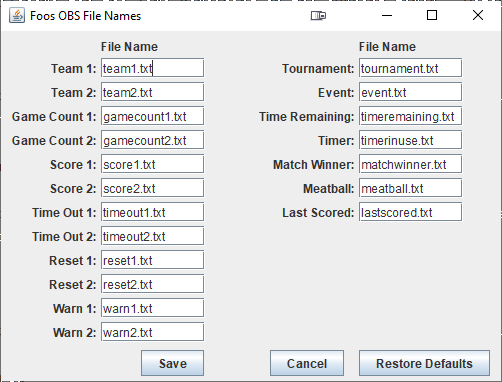 Foos OBS File Names
File Name
Team 1: team1.txt
Team 2: team2.txt
Game Count 1: gamecount1.txt
Game Count 2: gamecount2.txt
Score 1: score1.txt
Score 2: score2.txt
Time Out 1: timeout1.txt
Time Out 2: timeout2.txt
Reset 1: reset1.txt
Reset 2: reset2.txt
Warn 1: warn1.txt
Warn 2: warn2.txt
File Name
Tournament: tournament.txt
Event: event.txt
Time Remaining: timeremaining.txt
Timer: timerinuse.txt
Match Winner: matchwinner.txt
Meatball: meatball.txt
Last Scored: lastscored.txt
Save
Cancel
Restore Defaults